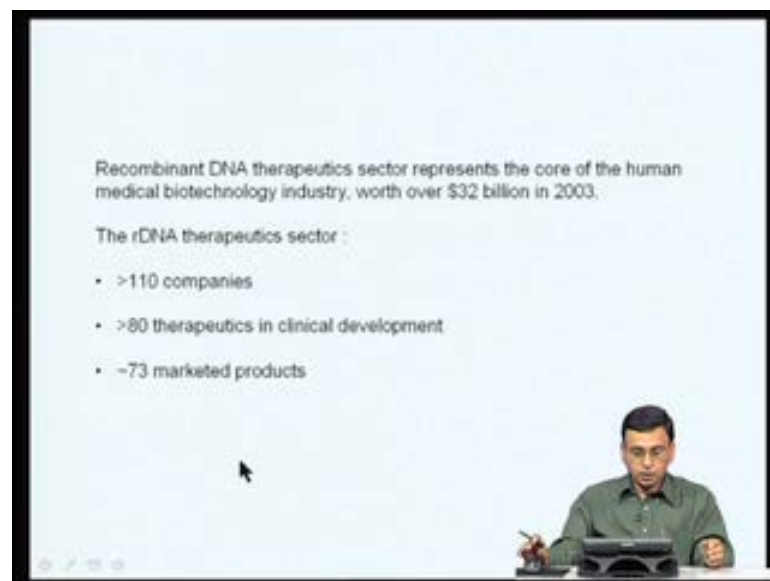 Recombinant DNA therapeutics sector represents the core of the human
medical biotechnology industry, worth over $32 billion in 2003.
The rDNA therapeutics sector :
• >110 companies
• >80 therapeutics in clinical development
• ~73 marketed products